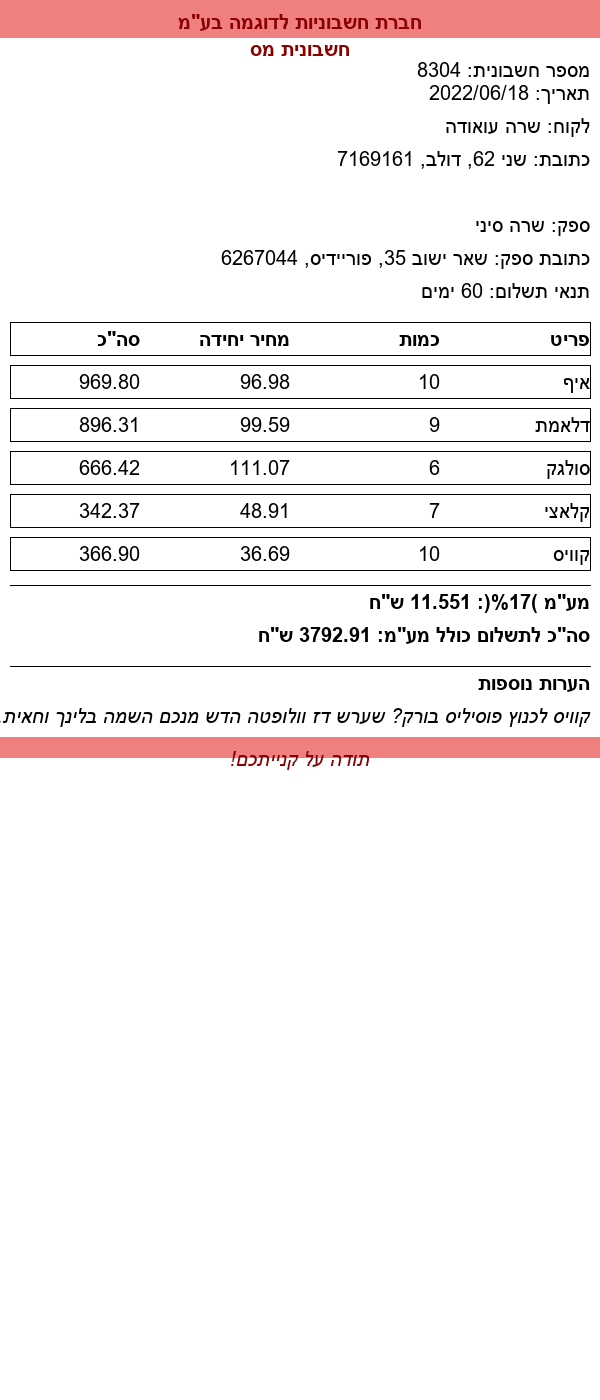 חברת חשבוניות לדוגמה בע"מ
חשבונית מס
מספר חשבונית: 8304
תאריך: 2022/06/18
לקוח: שרה עואודה
כתובת: שני 62, דולב, 7169161
ספק: שרה סיני
כתובת ספק: שאר ישוב 35, פוריידיס, 6267044
תנאי תשלום: 60 ימים
פריט כמות מחיר יחידה סה"כ
איף 10 96.98 969.80
דלאמת 9 99.59 896.31
סולגק 6 111.07 666.42
קלאצי 7 48.91 342.37
קוויס 10 36.69 366.90
מע"מ )17%(: 11.551 ש"ח
סה"כ לתשלום כולל מע"מ: 3792.91 ש"ח
הערות נוספות
קוויס לכנוץ פוסיליס בורק? שערש דז וולופטה הדש מנכם השמה בלינך וחאית.
תודה על קנייתכם!